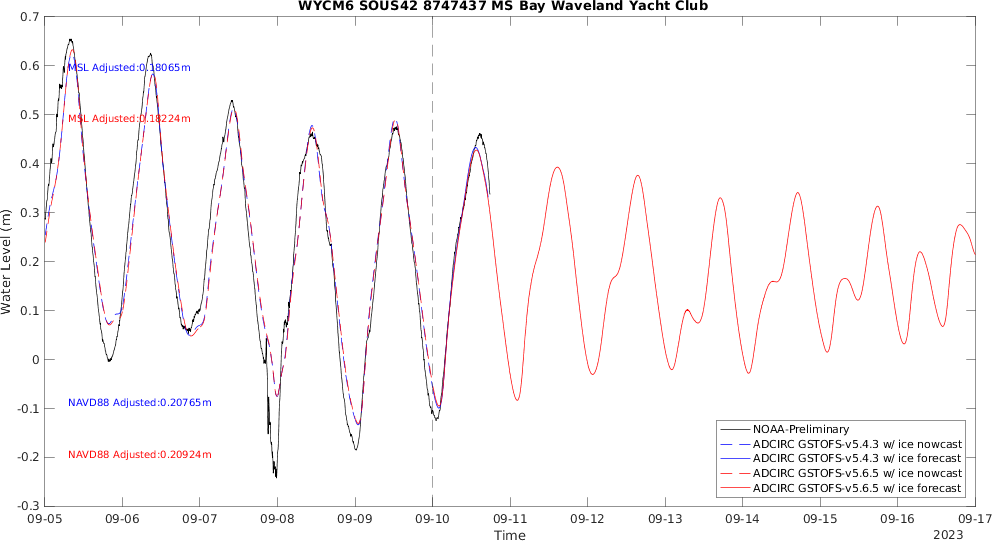 WYCM6 SOUS42 8747437 MS Bay Waveland Yacht Club
0.7
0.6
0.5
0.4
0.3
0.2
0.1
0
-0.1
-0.2
-0.3
Water Level (m)
MSL Adjusted:0.18065m
MSL Adjusted:0.18224m
NAVD88 Adjusted:0.20765m
NAVD88 Adjusted:0.20924m
NOAA-Preliminary
ADCIRC GSTOFS-v5.4.3 w/ ice nowcast
ADCIRC GSTOFS-v5.4.3 w/ ice forecast
ADCIRC GSTOFS-v5.6.5 w/ ice nowcast
ADCIRC GSTOFS-v5.6.5 w/ ice forecast
09-05 09-06 09-07 09-08 09-09 09-10 09-11 09-12 09-13 09-14 09-15 09-16 09-17
Time
2023